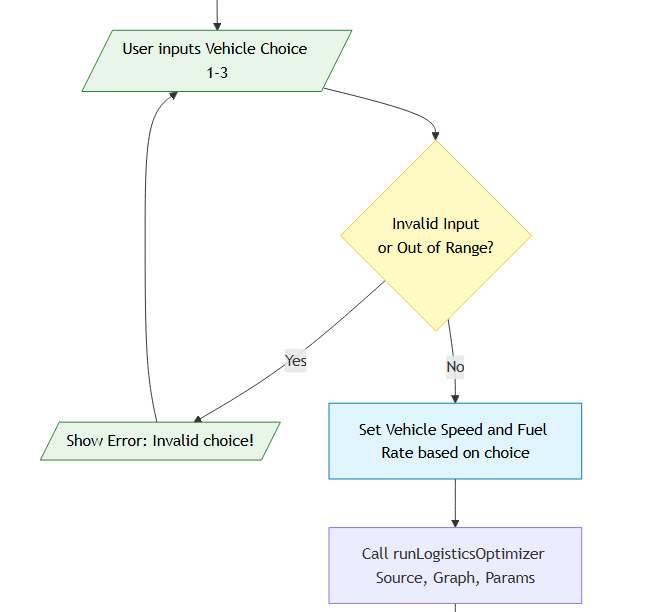 User inputs Vehicle Choice
1-3
Invalid Input
or Out of Range?
Yes
No
Show Error: Invalid choice!
Set Vehicle Speed and Fuel
Rate based on choice
Call runLogisticsOptimizer
Source, Graph, Params